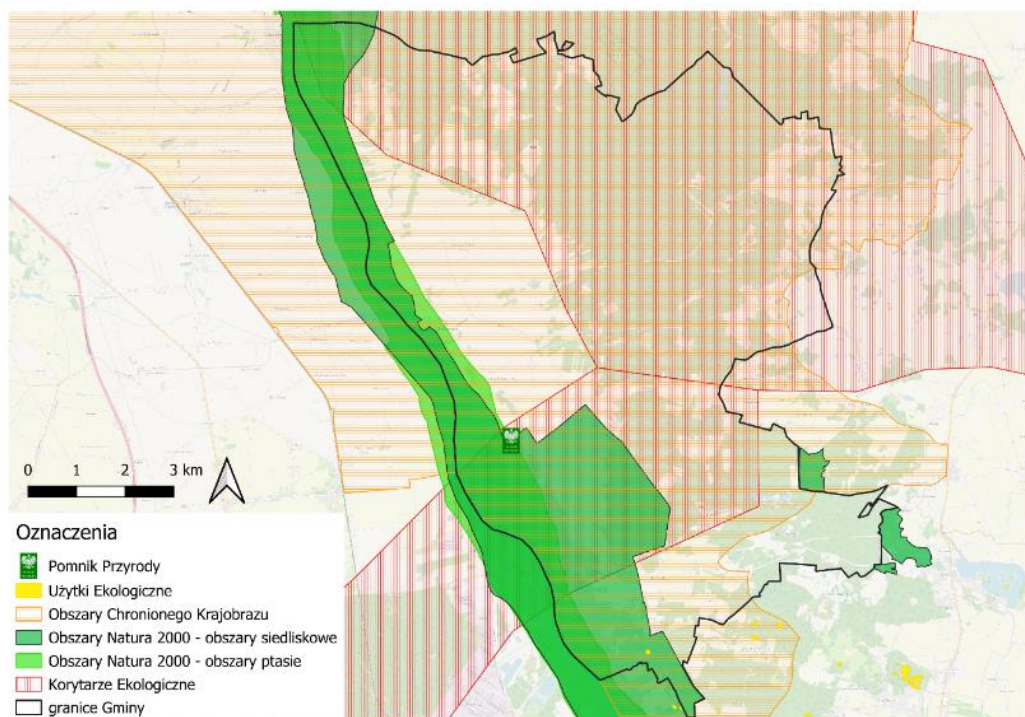 0 1 2 3 km
Oznaczenia
Pomnik Przyrody
Użytki Ekologiczne
Obszary Chronionego Krajobrazu
Obszary Natura 2000 - obszary siedliskowe
Obszary Natura 2000 - obszary ptasie
Korytarze Ekologiczne
granice Gminy